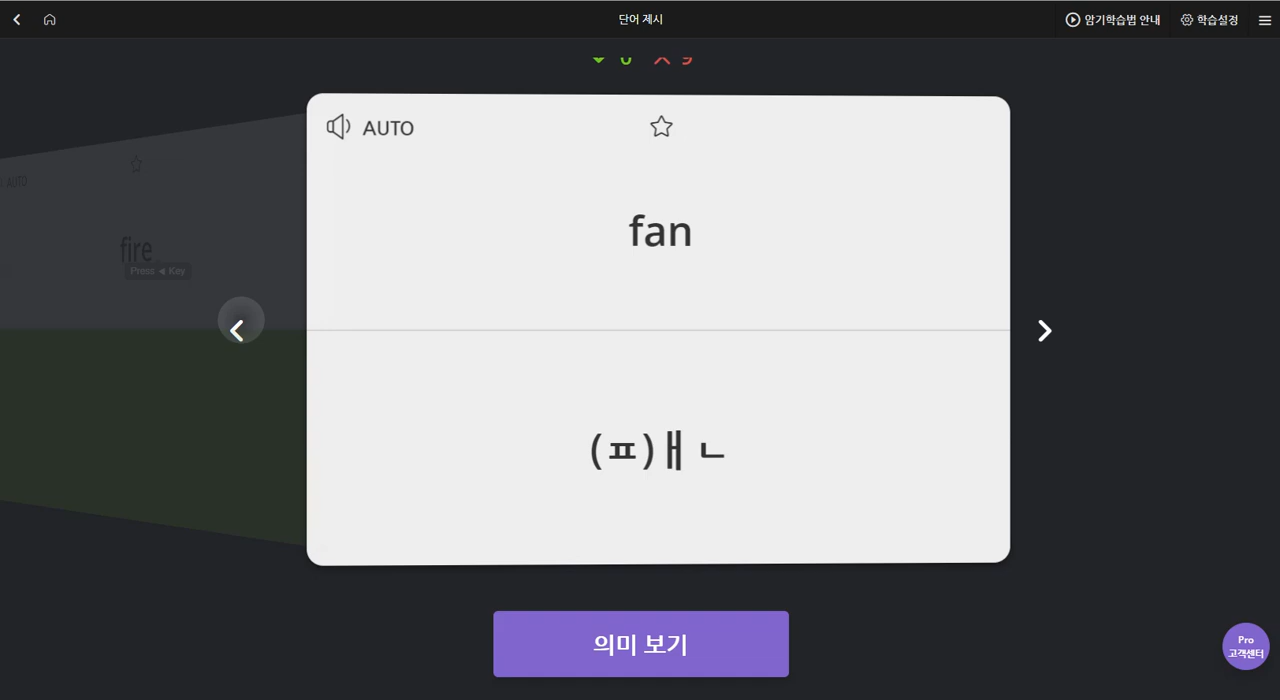 단어 제시
암기학습법 안내
학습설정
AUTO
fan
AUTO
fire
Press ◀ Key
(ㅍ)ㅐㄴ
의미 보기
Pro
고객센터